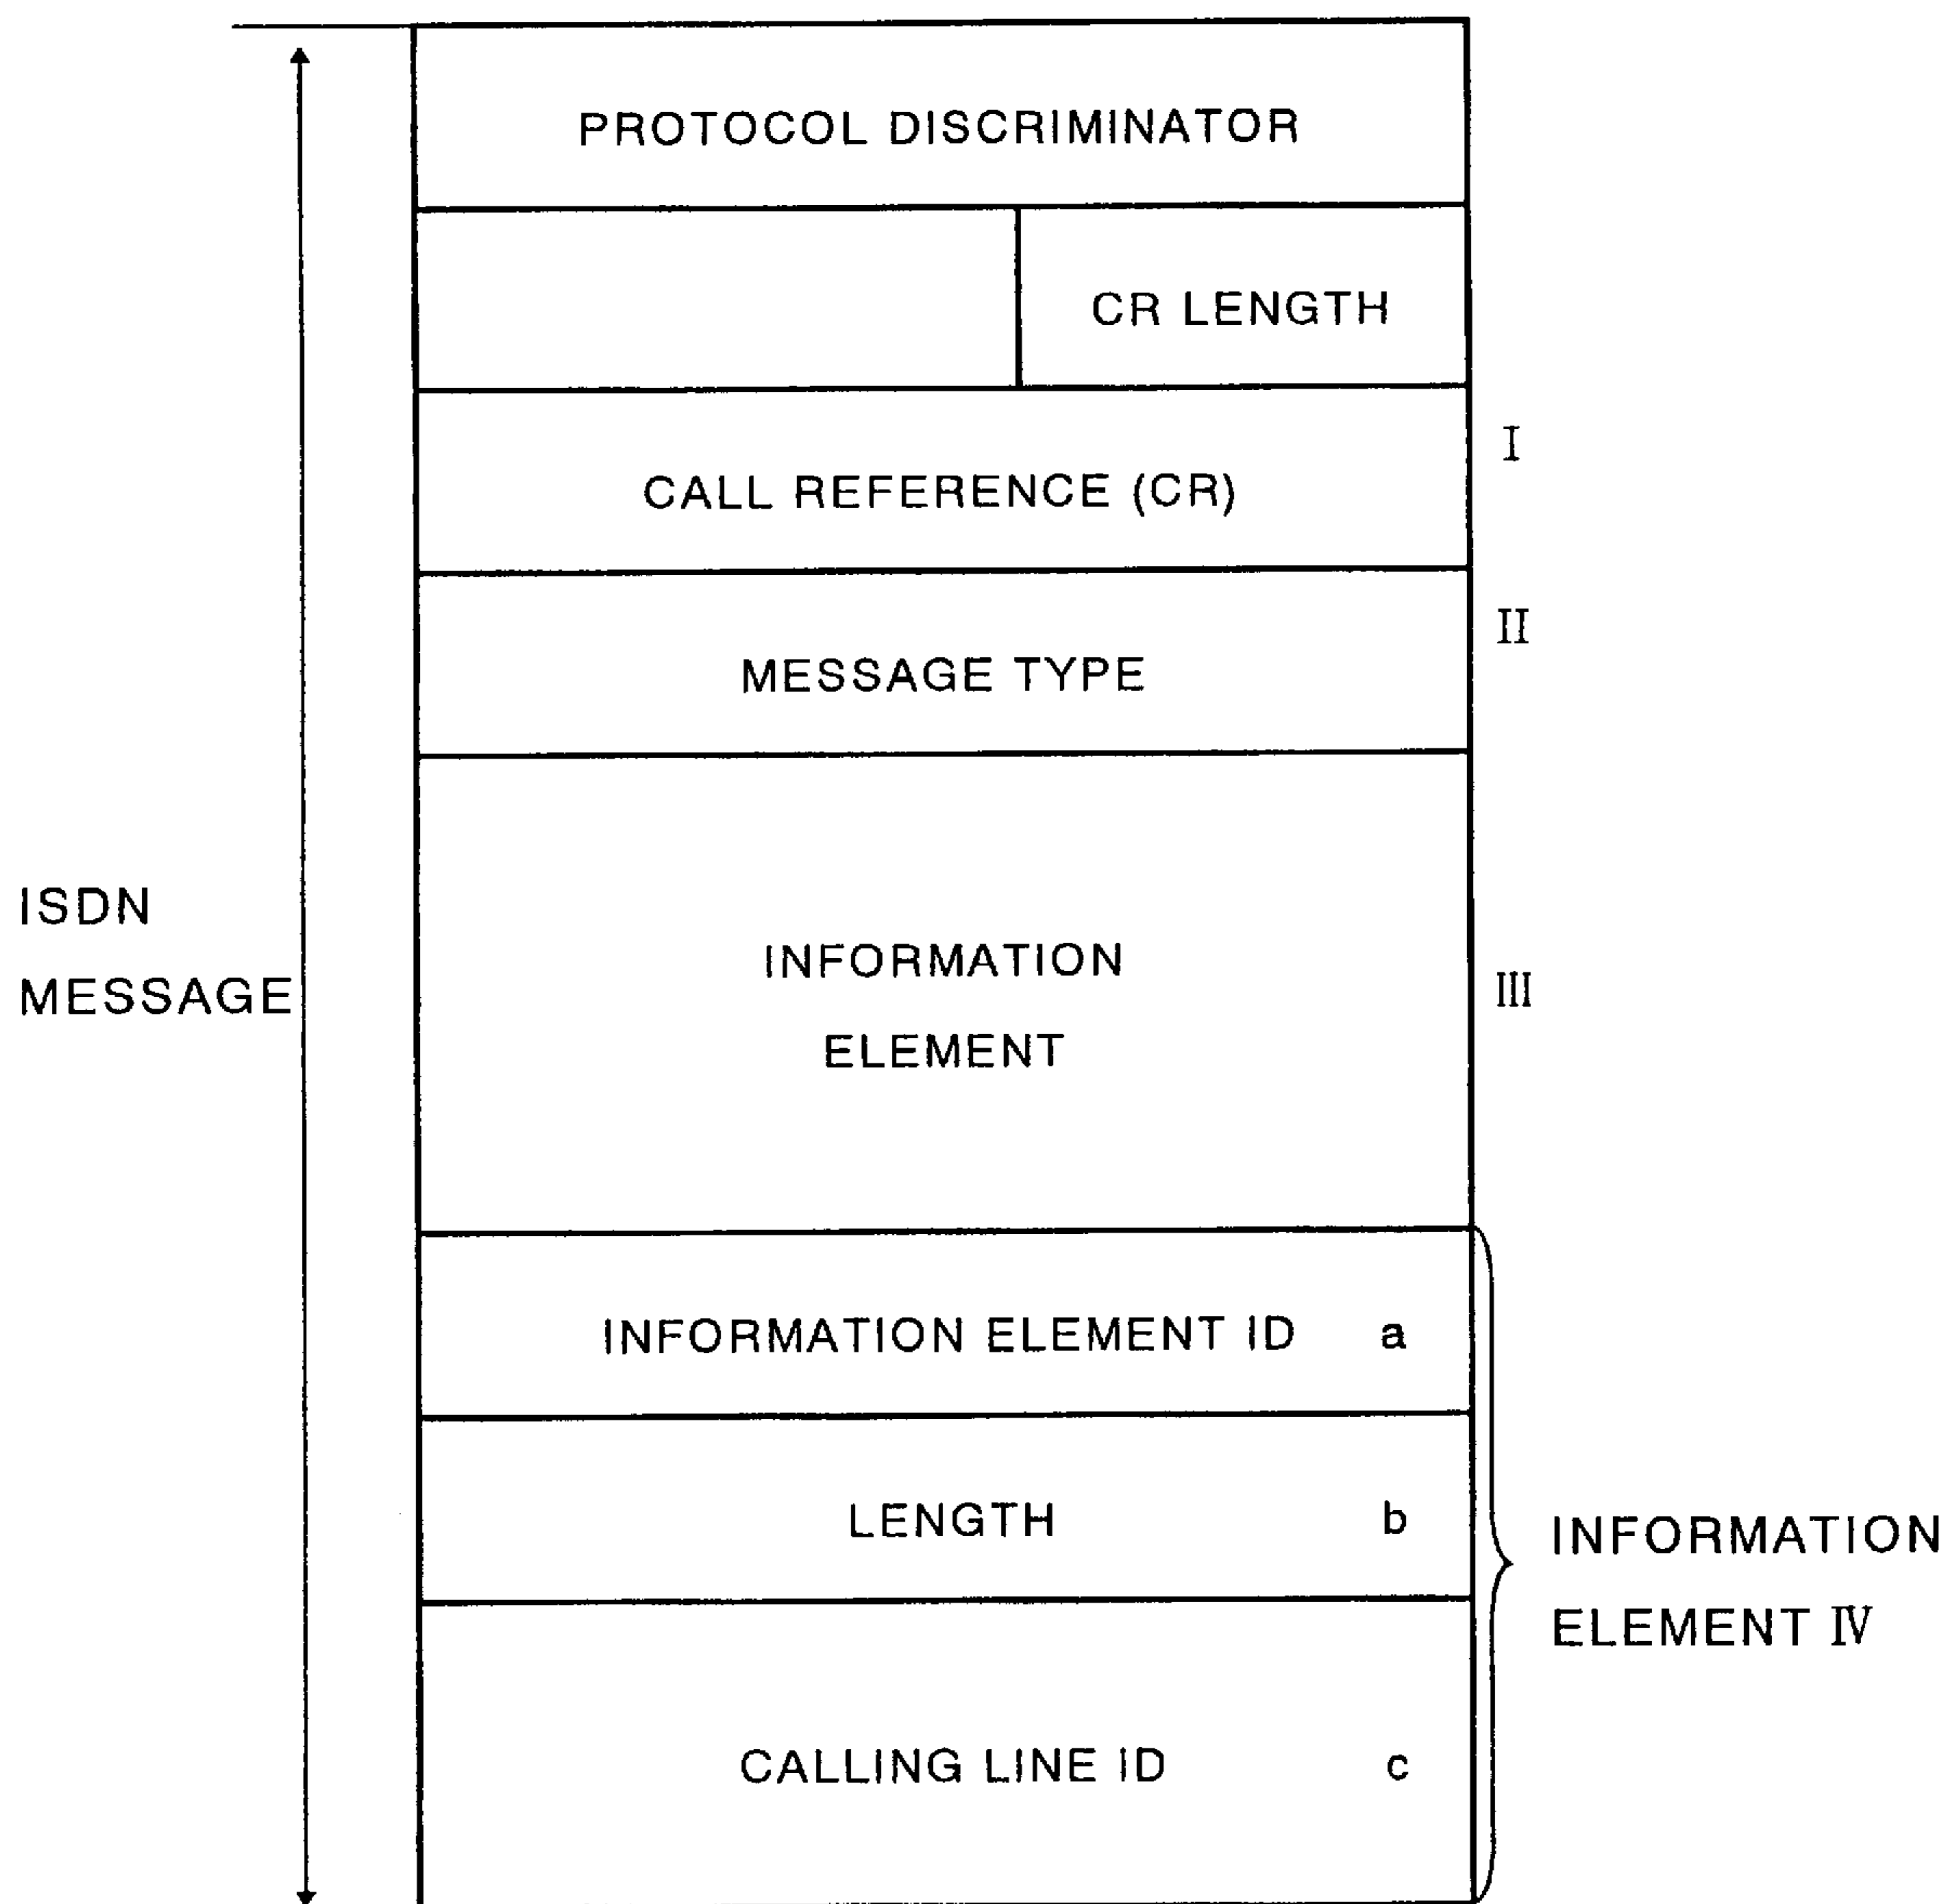 PROTOCOL DISCRIMINATOR
CR LENGTH
CALL REFERENCE (CR)
I
MESSAGE TYPE
II
ISDN
MESSAGE
INFORMATION
ELEMENT
III
INFORMATION ELEMENT ID a
LENGTH b
CALLING LINE ID c
INFORMATION
ELEMENT IV